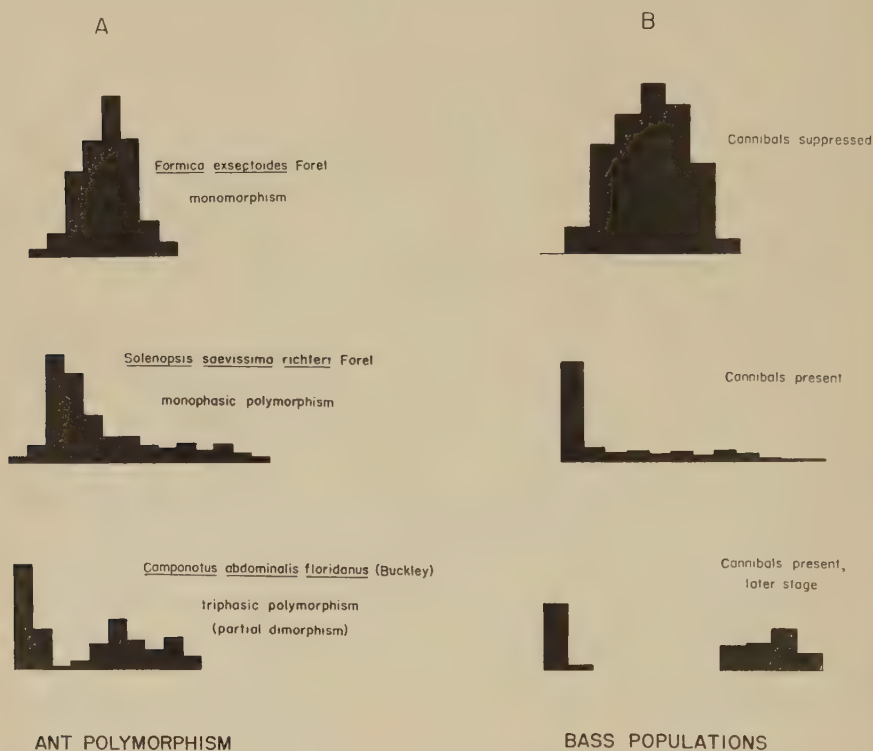 A
Formica exsectoides Forel
monomorphism
Solenopsis saevissima richteri Forel
monophasic polymorphism
Camponotus abdominalis floridanus (Buckley)
triphasic polymorphism
(partial dimorphism)
ANT POLYMORPHISM
B
Cannibals suppressed
Cannibals present
Cannibals present,
later stage
BASS POPULATIONS